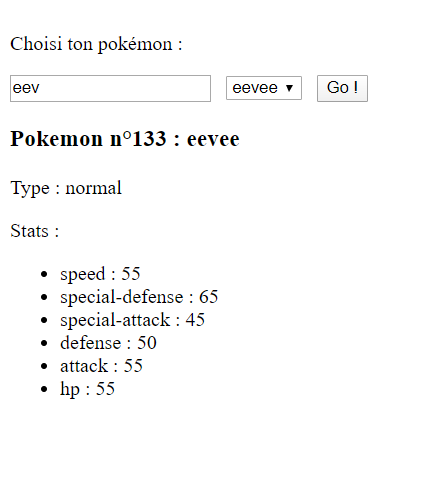 Choisi ton pokémon :
eev eevee Go !
Pokemon n°133 : eevee
Type : normal
Stats :
speed : 55
special-defense : 65
special-attack : 45
defense : 50
attack : 55
hp : 55